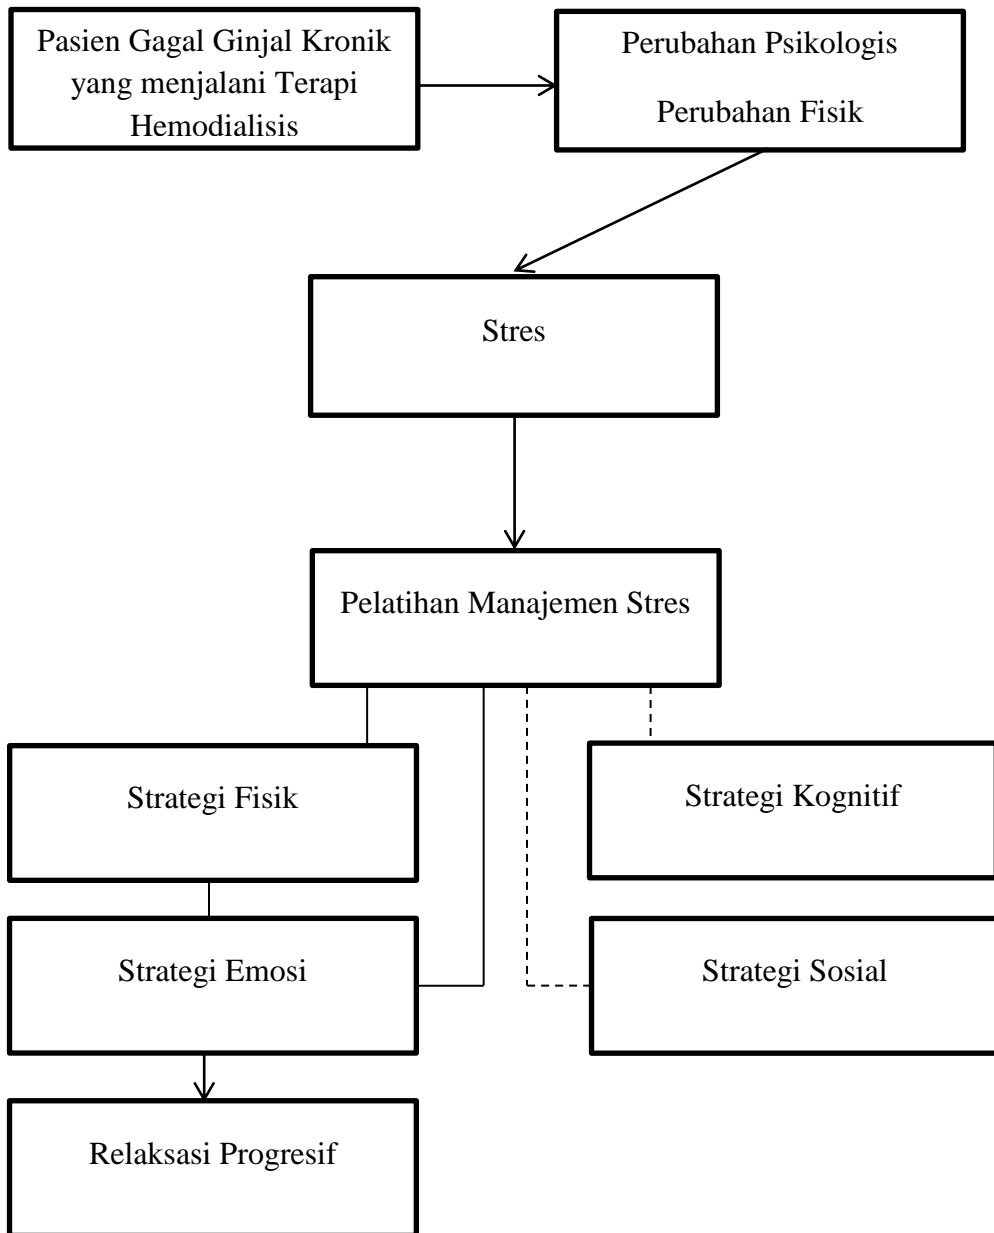 Pasien Gagal Ginjal Kronik
yang menjalani Terapi
Hemodialisis
Perubahan Psikologis
Perubahan Fisik
Stres
Pelatihan Manajemen Stres
Strategi Fisik
Strategi Kognitif
Strategi Emosi
Strategi Sosial
Relaksasi Progresif